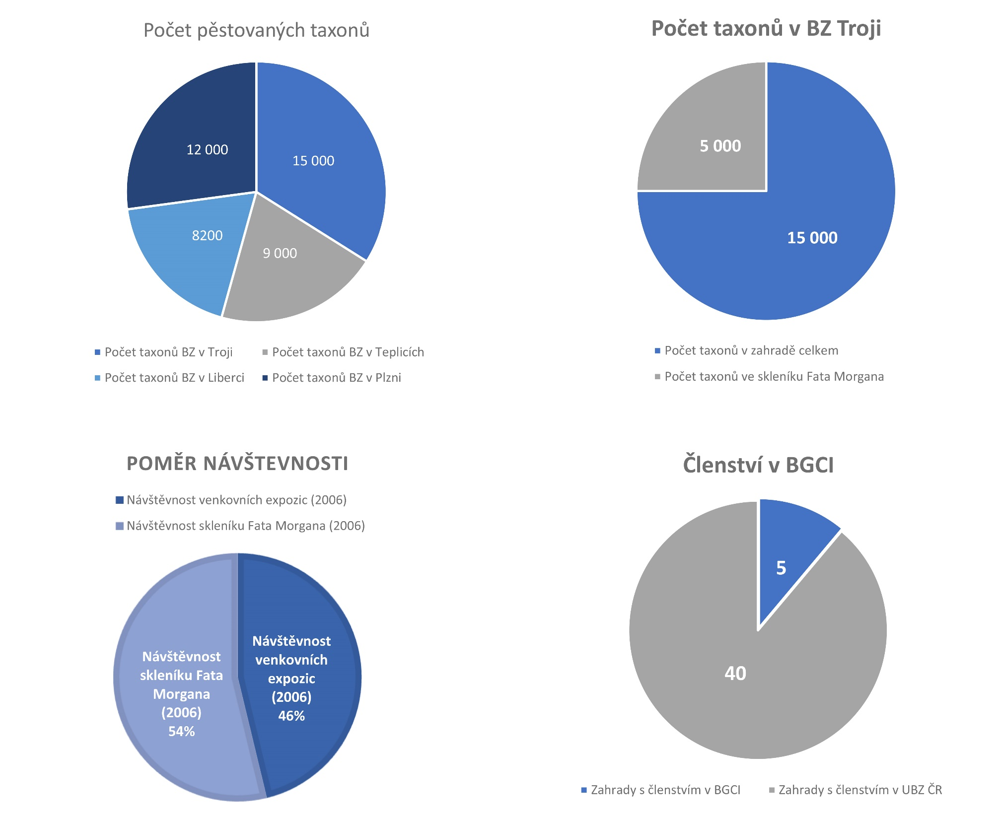 Počet pěstovaných taxonů
12 000
15 000
8200
9 000
Počet taxonů BZ v Troji
Počet taxonů BZ v Teplicích
Počet taxonů BZ v Liberci
Počet taxonů BZ v Plzni
Počet taxonů v BZ Troji
5 000
15 000
Počet taxonů v zahradě celkem
Počet taxonů ve skleníku Fata Morgana
POMĚR NÁVŠTEVNOSTI
Návštěvnost venkovních expozic (2006)
Návštěvnost skleníku Fata Morgana (2006)
Návštěvnost
skleníku Fata
Morgana
(2006)
54%
Návštěvnost
venkovních
expozic
(2006)
46%
Členství v BGCI
5
40
Zahrady s členstvím v BGCI
Zahrady s členstvím v UBZ ČR